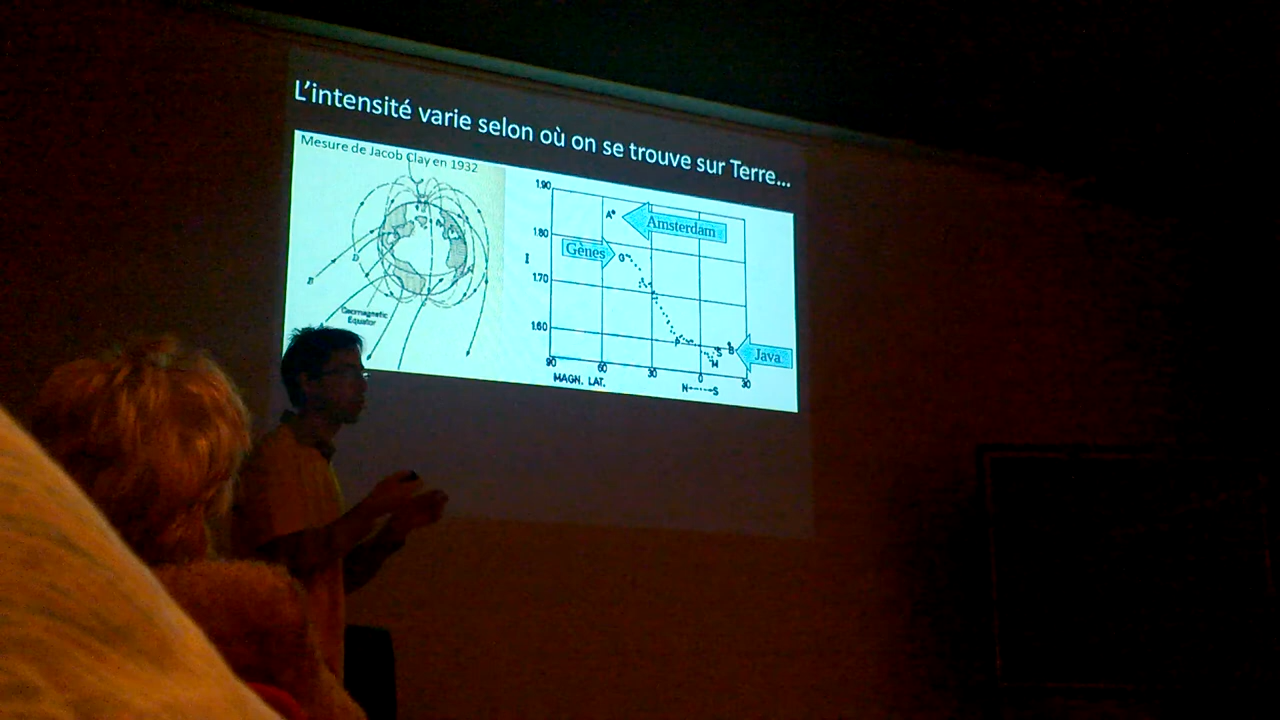 L'intensité varie selon où on se trouve sur Terre...
Mesure de Jacob Clay en 1932
B
D
Geomagnetic
Equator
1.90
A
Amsterdam
1.80
Gènes
G
I
1.70
1.60
P
S
B
Java
M
90
60
30
0
30
MAGN. LAT.
N
S